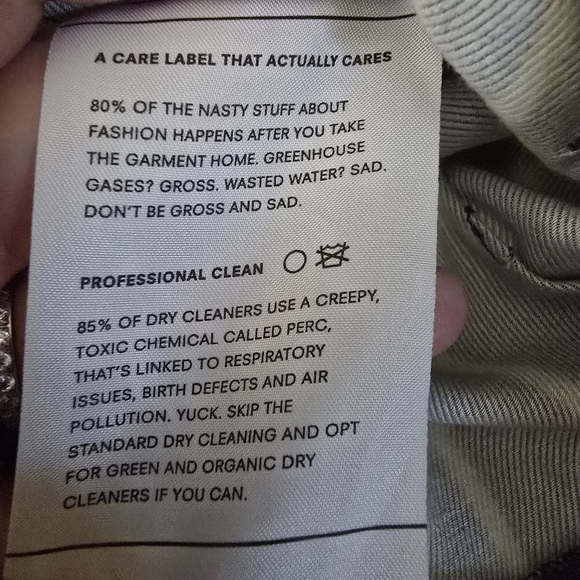 A CARE LABEL THAT ACTUALLY CARES
80% OF THE NASTY STUFF ABOUT
FASHION HAPPENS AFTER YOU TAKE
THE GARMENT HOME. GREENHOUSE
GASES? GROSS. WASTED WATER? SAD.
DON'T BE GROSS AND SAD.
PROFESSIONAL CLEAN
85% OF DRY CLEANERS USE A CREEPY,
TOXIC CHEMICAL CALLED PERC,
THAT'S LINKED TO RESPIRATORY
ISSUES, BIRTH DEFECTS AND AIR
POLLUTION. YUCK. SKIP THE
STANDARD DRY CLEANING AND OPT
FOR GREEN AND ORGANIC DRY
CLEANERS IF YOU CAN.